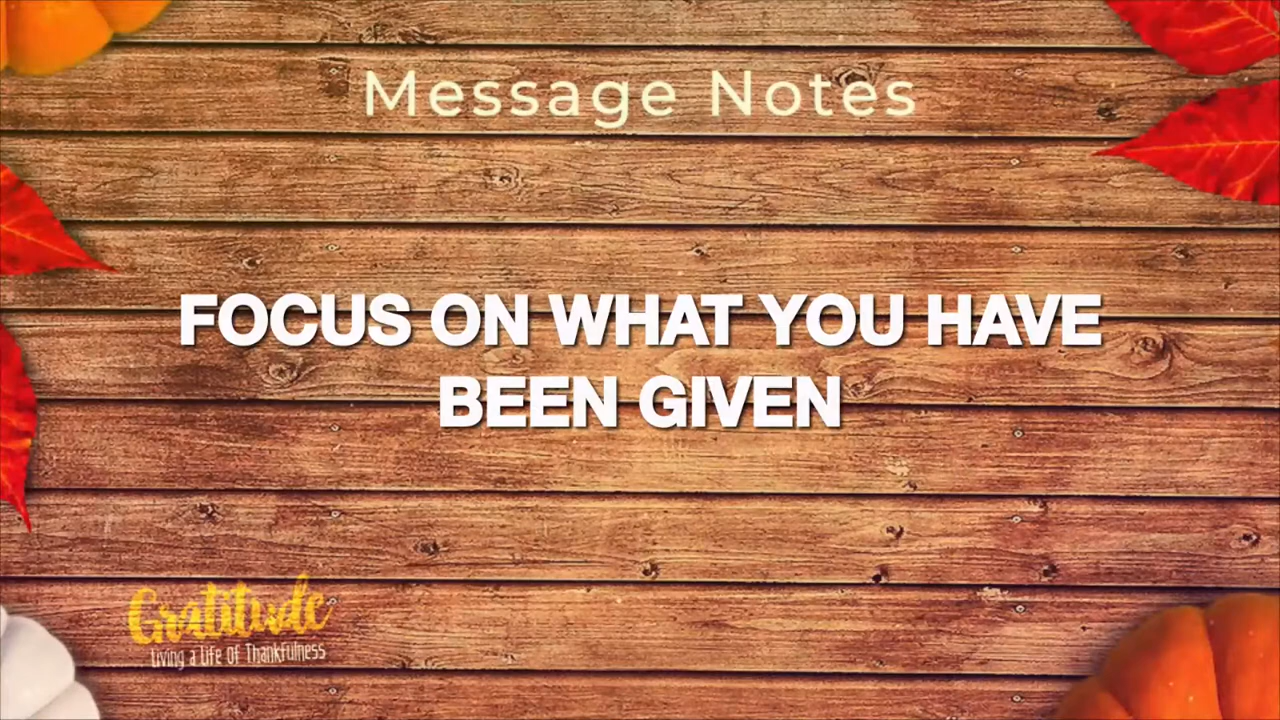 Message Notes
FOCUS ON WHAT YOU HAVE
BEEN GIVEN
Gratitude
Living a Life Of Thankfulness